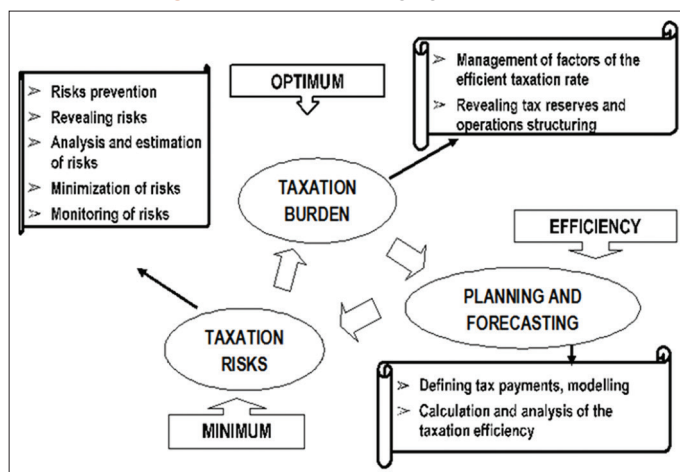 ➢ Risks prevention
➢ Revealing risks
➢ Analysis and estimation
of risks
➢ Minimization of risks
➢ Monitoring of risks
OPTIMUM
➢ Management of factors of the
efficient taxation rate
➢ Revealing tax reserves and
operations structuring
TAXATION
BURDEN
EFFICIENCY
PLANNING AND
FORECASTING
TAXATION
RISKS
MINIMUM
➢ Defining tax payments, modelling
➢ Calculation and analysis of the
taxation efficiency